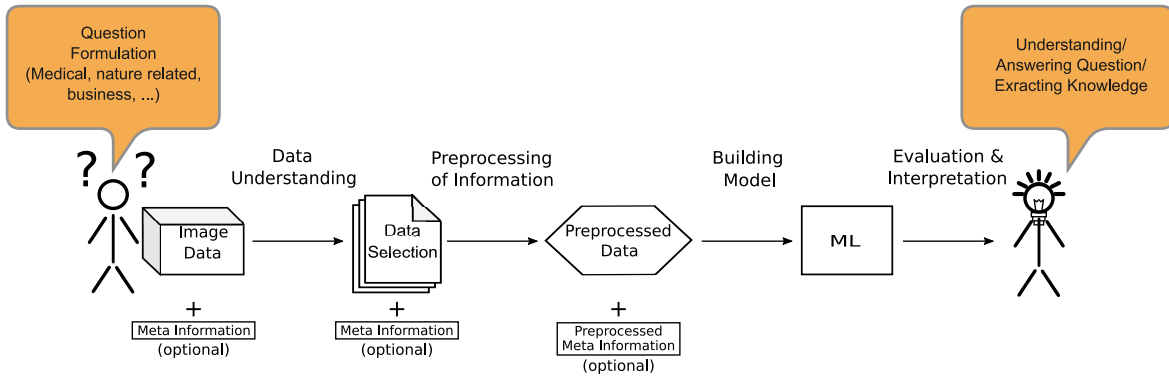 Question
Formulation
(Medical, nature related,
business, ...)
Understanding/
Answering Question/
Exracting Knowledge
? ?
Data
Understanding
Preprocessing
of Information
Building
Model
Evaluation &
Interpretation
Image
Data
Data
Selection
Preprocessed
Data
ML
+
Meta Information
(optional)
+
Meta Information
(optional)
+
Preprocessed
Meta Information
(optional)